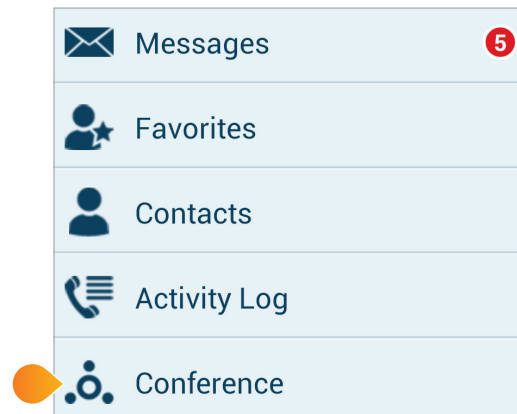 Messages 5
Favorites
Contacts
Activity Log
Conference